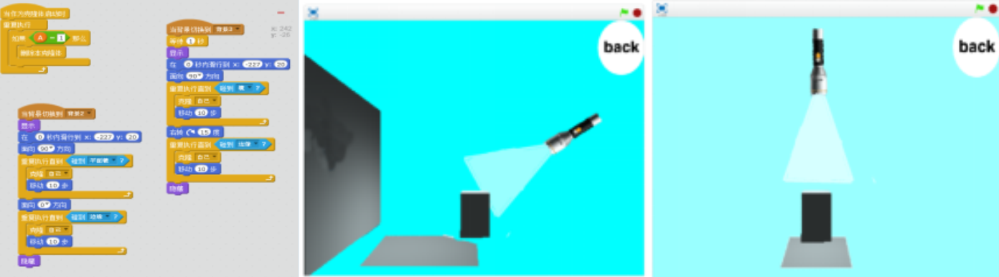 当作为克隆体启动时
重复执行
如果 A = 1 那么
删除本克隆体
当背景切换到 背景2
显示
在 0 秒内滑行到 x: -227 y: 20
面向 90 方向
重复执行直到 碰到 平面镜 ?
克隆 自己
移动 10 步
面向 0 方向
重复执行直到 碰到 边缘 ?
克隆 自己
移动 10 步
隐藏
当背景切换到 背景3
等待 1 秒
显示
在 0 秒内滑行到 x: -227 y: 20
面向 90 方向
重复执行直到 碰到 ?
克隆 自己
移动 10 步
右转 15 度
重复执行直到 碰到 边缘 ?
克隆 自己
移动 10 步
隐藏
x: 242
y: -26
back
back